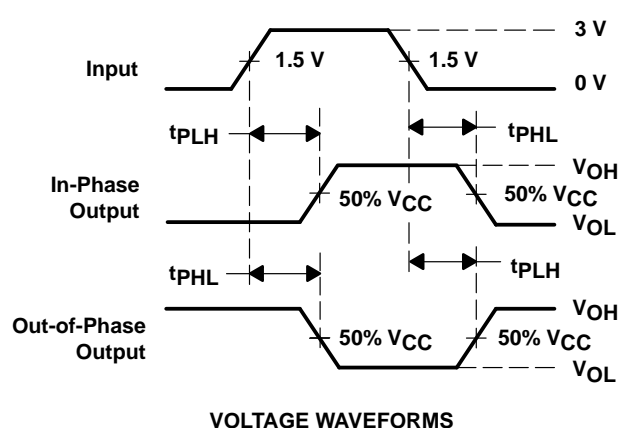 3 V
Input
1.5 V
1.5 V
0 V
tPLH
tPHL
In-Phase
Output
50% VCC
VOH
50% VCC
VOL
tPHL
tPLH
Out-of-Phase
Output
50% VCC
VOH
50% VCC
VOL
VOLTAGE WAVEFORMS